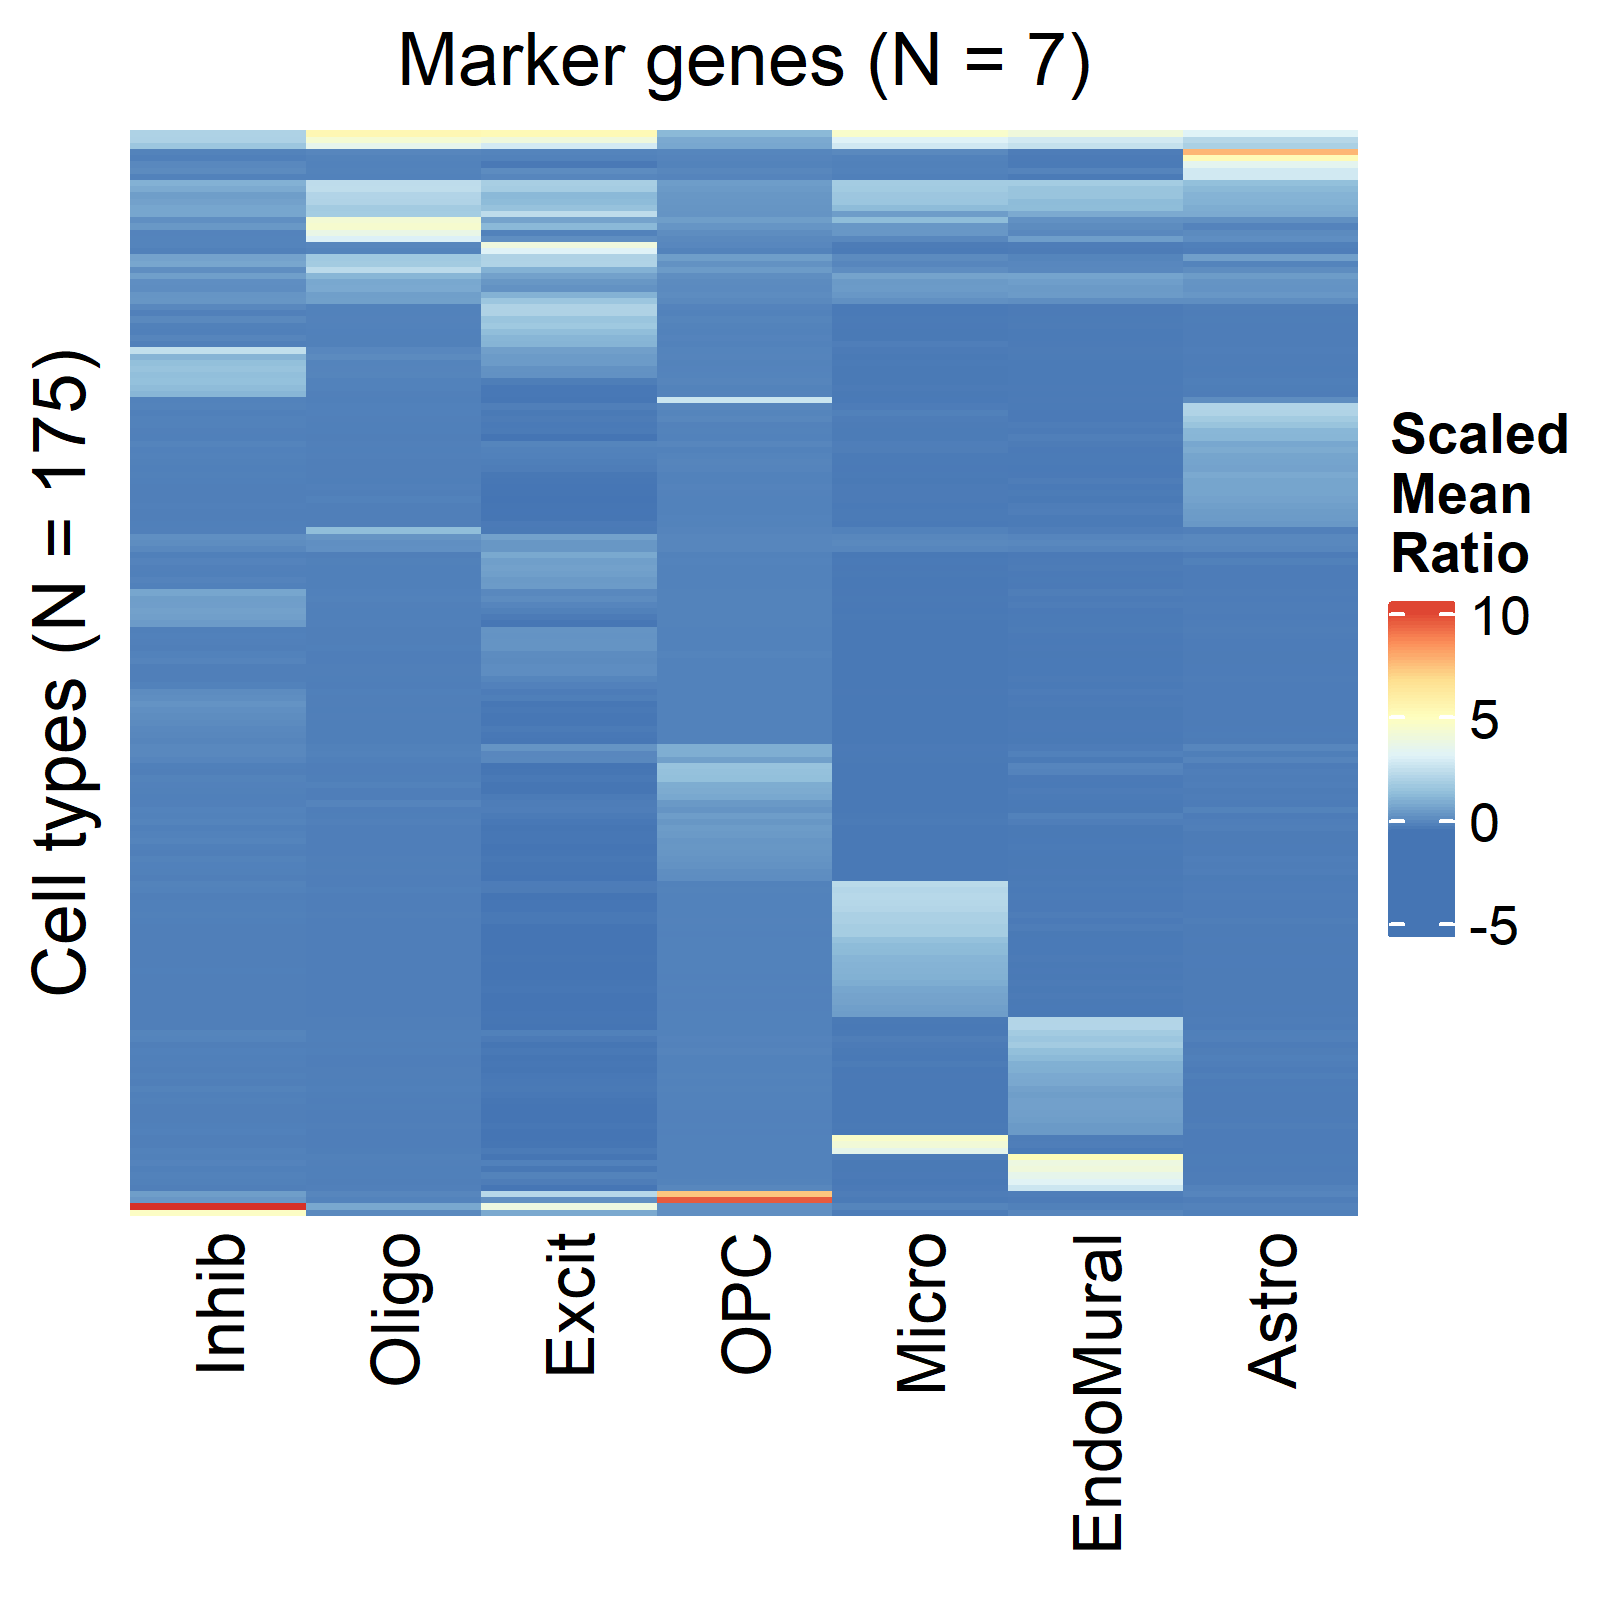 Marker genes (N = 7)
Cell types (N = 175)
Scaled
Mean
Ratio
10
5
0
-5
Inhib
Oligo
Excit
OPC
Micro
EndoMural
Astro